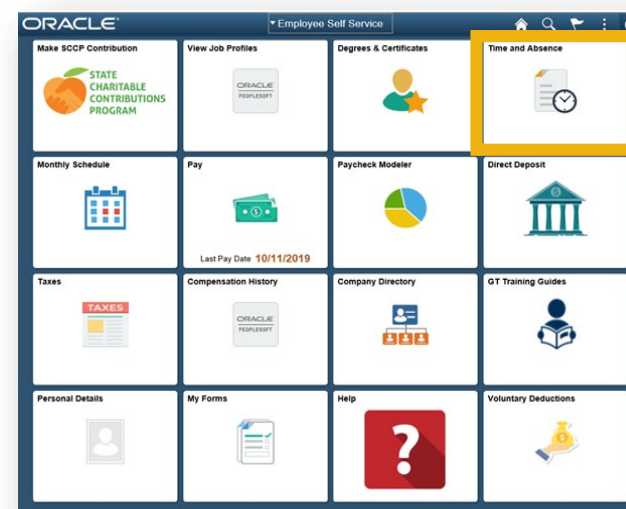 ORACLE
Employee Self Service
Make SCCP Contribution
STATE
CHARITABLE
CONTRIBUTIONS
PROGRAM
View Job Profiles
ORACLE
PEOPLESOFT
Degrees & Certificates
Time and Absence
Monthly Schedule
Pay
Last Pay Date 10/11/2019
Paycheck Modeler
Direct Deposit
Taxes
TAXES
Compensation History
ORACLE
PEOPLESOFT
Company Directory
GT Training Guides
Personal Details
My Forms
Help
?
Voluntary Deductions